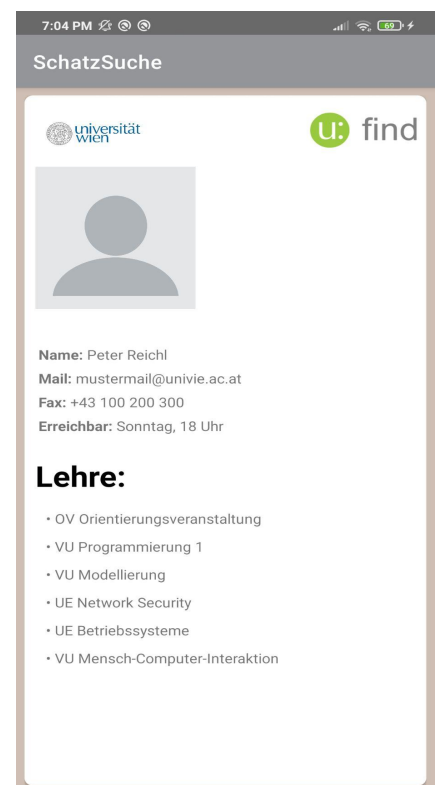 7:04 PM
69
SchatzSuche
universität
wien
u: find
Name: Peter Reichl
Mail: mustermail@univie.ac.at
Fax: +43 100 200 300
Erreichbar: Sonntag, 18 Uhr
Lehre:
• OV Orientierungsveranstaltung
• VU Programmierung 1
• VU Modellierung
• UE Network Security
• UE Betriebssysteme
• VU Mensch-Computer-Interaktion